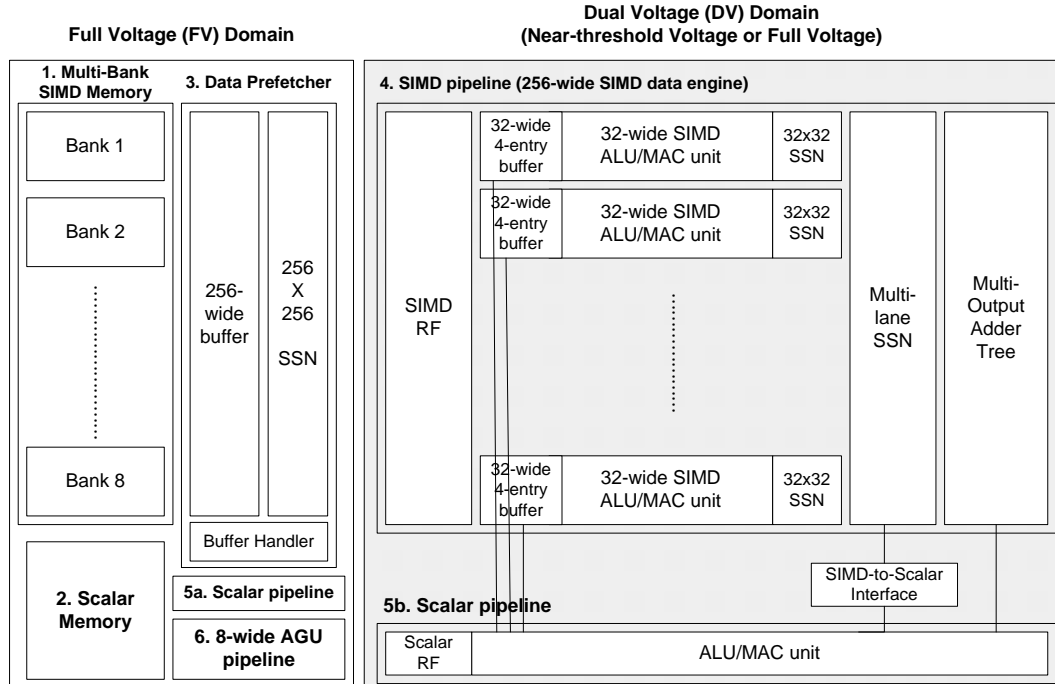 Full Voltage (FV) Domain
Dual Voltage (DV) Domain
(Near-threshold Voltage or Full Voltage)
1. Multi-Bank
SIMD Memory
Bank 1
Bank 2
Bank 8
3. Data Prefetcher
256-
wide
buffer
256
X
256
SSN
Buffer Handler
2. Scalar
Memory
5a. Scalar pipeline
6. 8-wide AGU
pipeline
4. SIMD pipeline (256-wide SIMD data engine)
SIMD
RF
32-wide
4-entry
buffer
32-wide SIMD
ALU/MAC unit
32x32
SSN
32-wide
4-entry
buffer
32-wide SIMD
ALU/MAC unit
32x32
SSN
32-wide
4-entry
buffer
32-wide SIMD
ALU/MAC unit
32x32
SSN
Multi-
lane
SSN
Multi-
Output
Adder
Tree
SIMD-to-Scalar
Interface
5b. Scalar pipeline
Scalar
RF
ALU/MAC unit